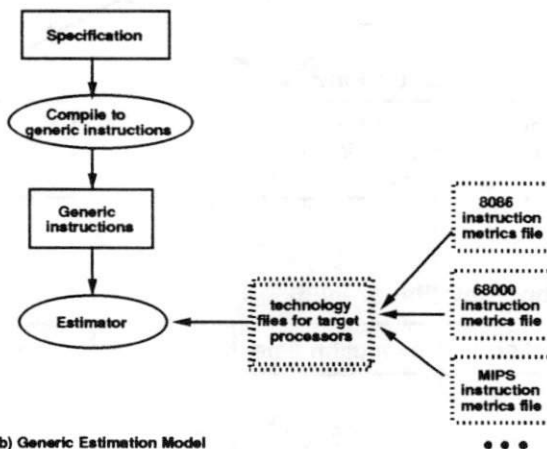 Specification
Compile to
generic instructions
Generic
instructions
Estimator
technology
files for target
processors
8086
instruction
metrics file
68000
instruction
metrics file
MIPS
instruction
metrics file
b) Generic Estimation Model